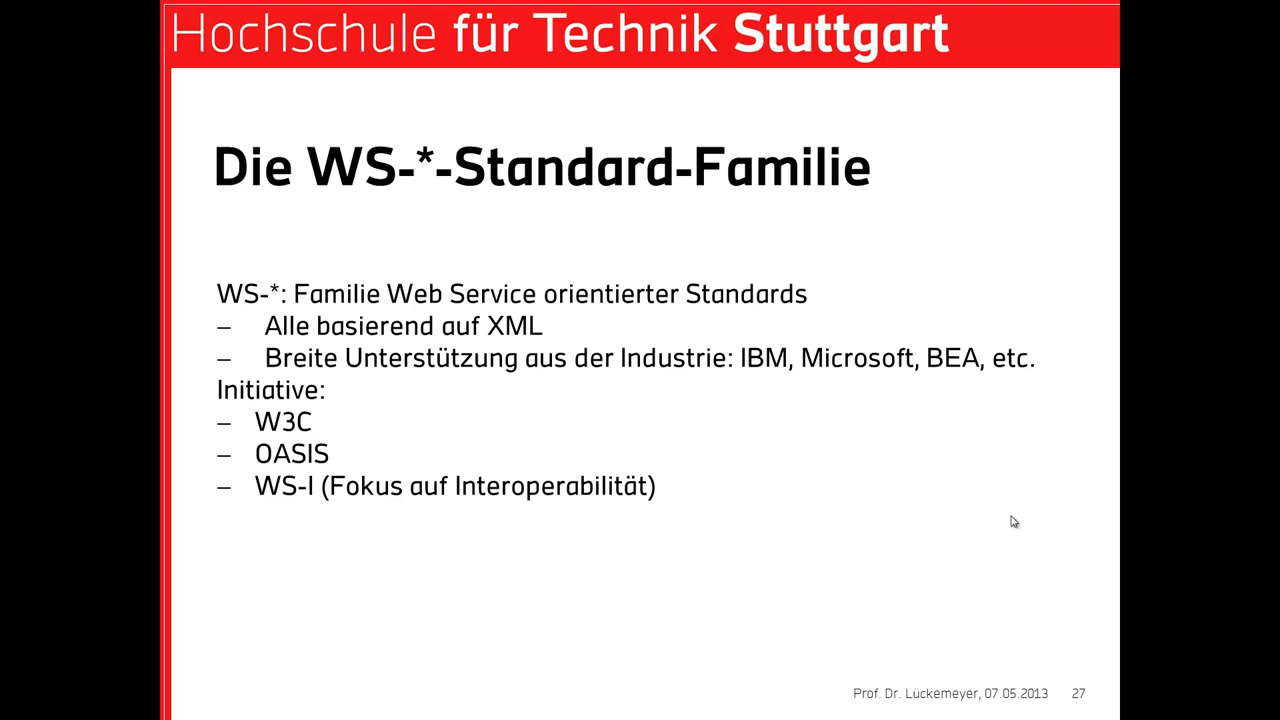 Hochschule für Technik Stuttgart
Die WS-*-Standard-Familie
WS-*: Familie Web Service orientierter Standards
– Alle basierend auf XML
– Breite Unterstützung aus der Industrie: IBM, Microsoft, BEA, etc.
Initiative:
– W3C
– OASIS
– WS-I (Fokus auf Interoperabilität)
Prof. Dr. Lückemeyer, 07.05.2013 27